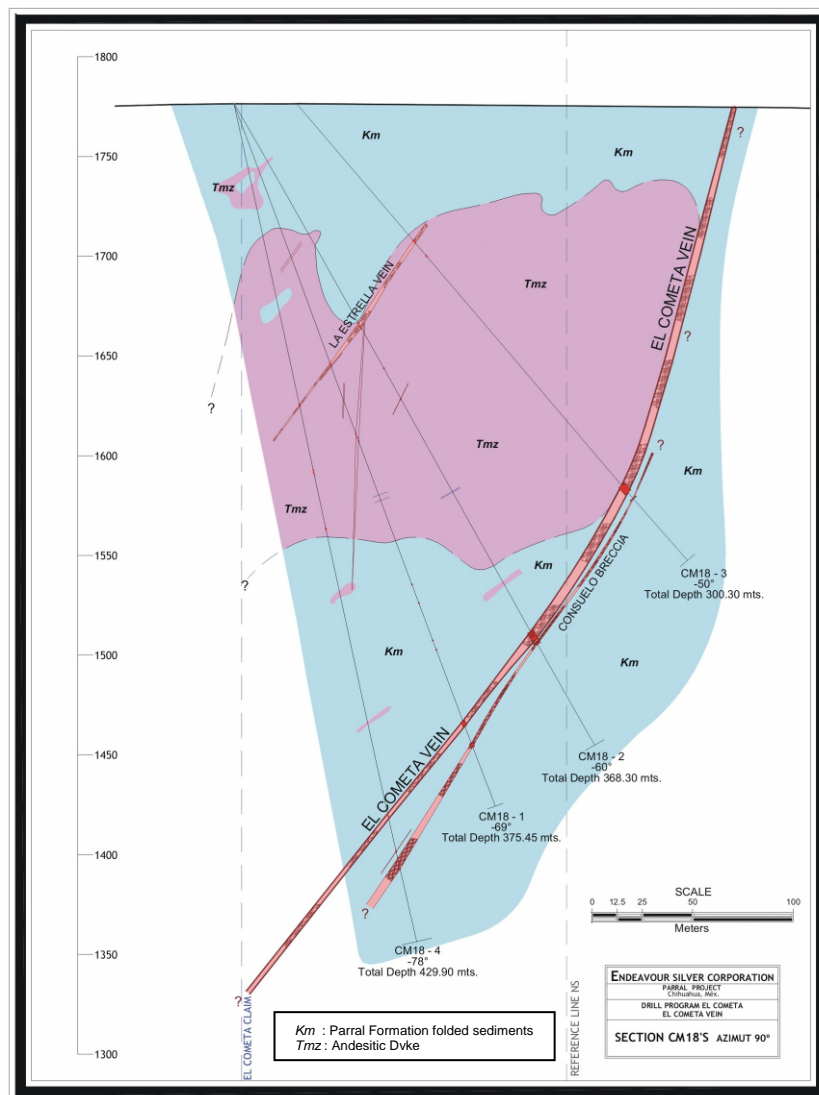 1800
1750
1700
1650
1600
1550
1500
1450
1400
1350
1300
Km
Km
?
Tmz
EL COMETA VEIN
LA ESTRELLA VEIN
Tmz
?
?
Tmz
?
Km
Tmz
Km
CONSUELO BRECCIA
CM18 - 3
-50°
Total Depth 300.30 mts.
?
Km
Km
EL COMETA VEIN
CM18 - 2
-60°
Total Depth 368.30 mts.
CM18 - 1
-69°
Total Depth 375.45 mts.
?
CM18 - 4
-78°
Total Depth 429.90 mts.
SCALE
0 12.5 25 50 100
Meters
?
EL COMETA CLAIM
REFERENCE LINE NS
Km : Parral Formation folded sediments
Tmz : Andesitic Dvke
ENDEAVOUR SILVER CORPORATION
PARRAL PROJECT
Chihuahua, Méx.
DRILL PROGRAM EL COMETA
EL COMETA VEIN
SECTION CM18'S AZIMUT 90°